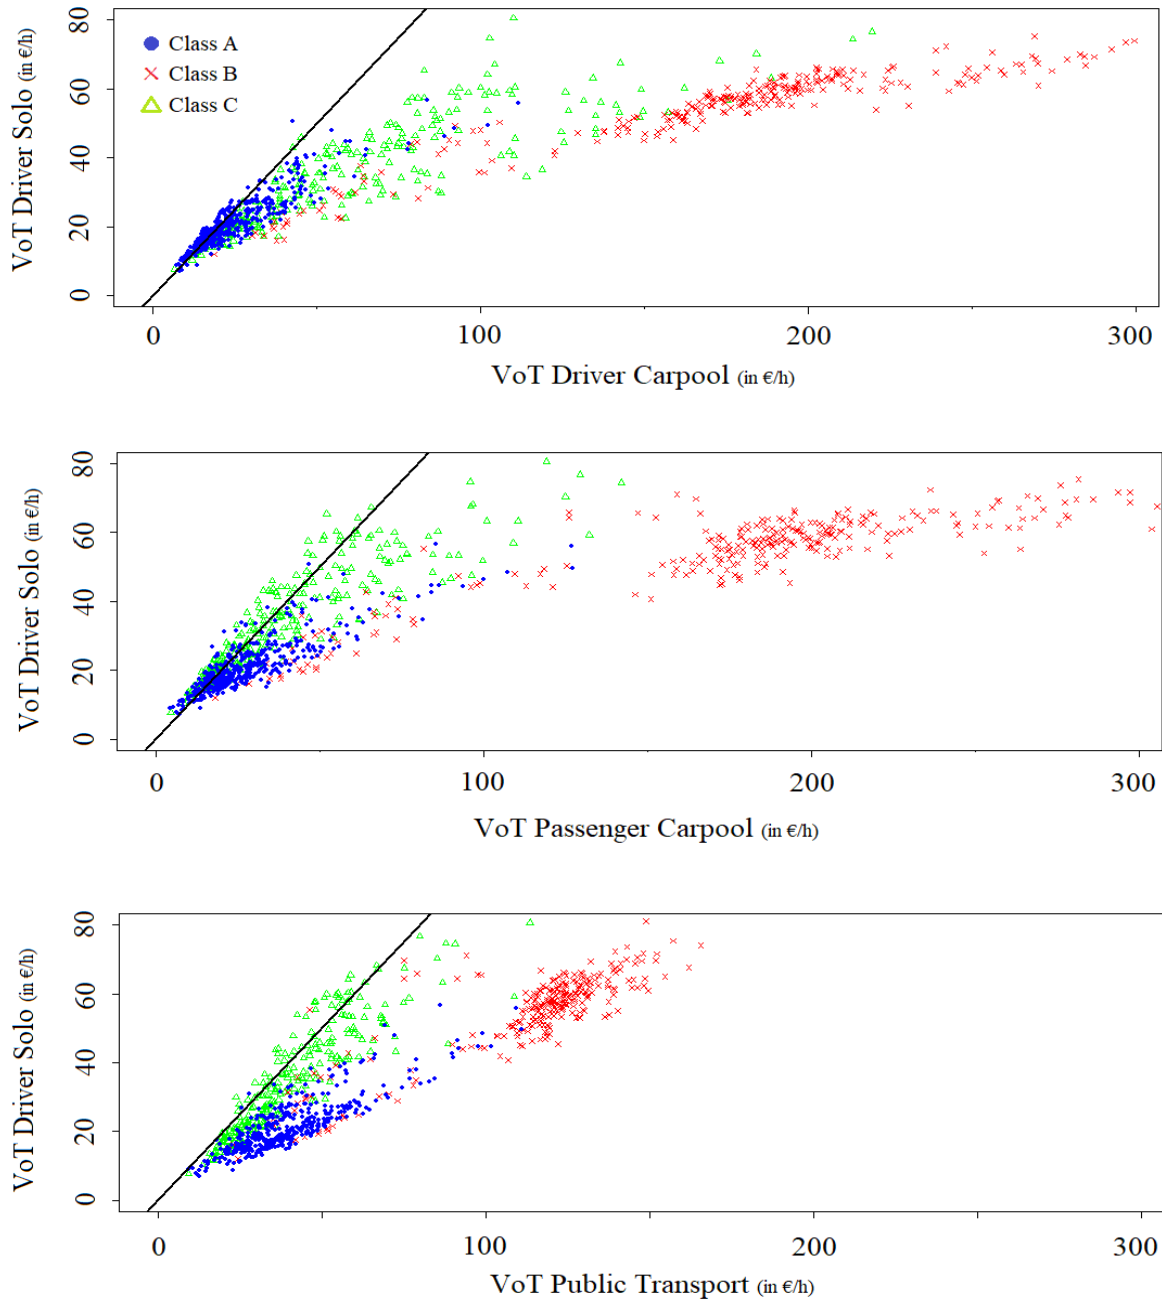 VoT Driver Solo (in €/h)
80
60
40
20
0
Class A
Class B
Class C
0 100 200 300
VoT Driver Carpool (in €/h)
VoT Driver Solo (in €/h)
80
60
40
20
0
0 100 200 300
VoT Passenger Carpool (in €/h)
VoT Driver Solo (in €/h)
80
60
40
20
0
0 100 200 300
VoT Public Transport (in €/h)